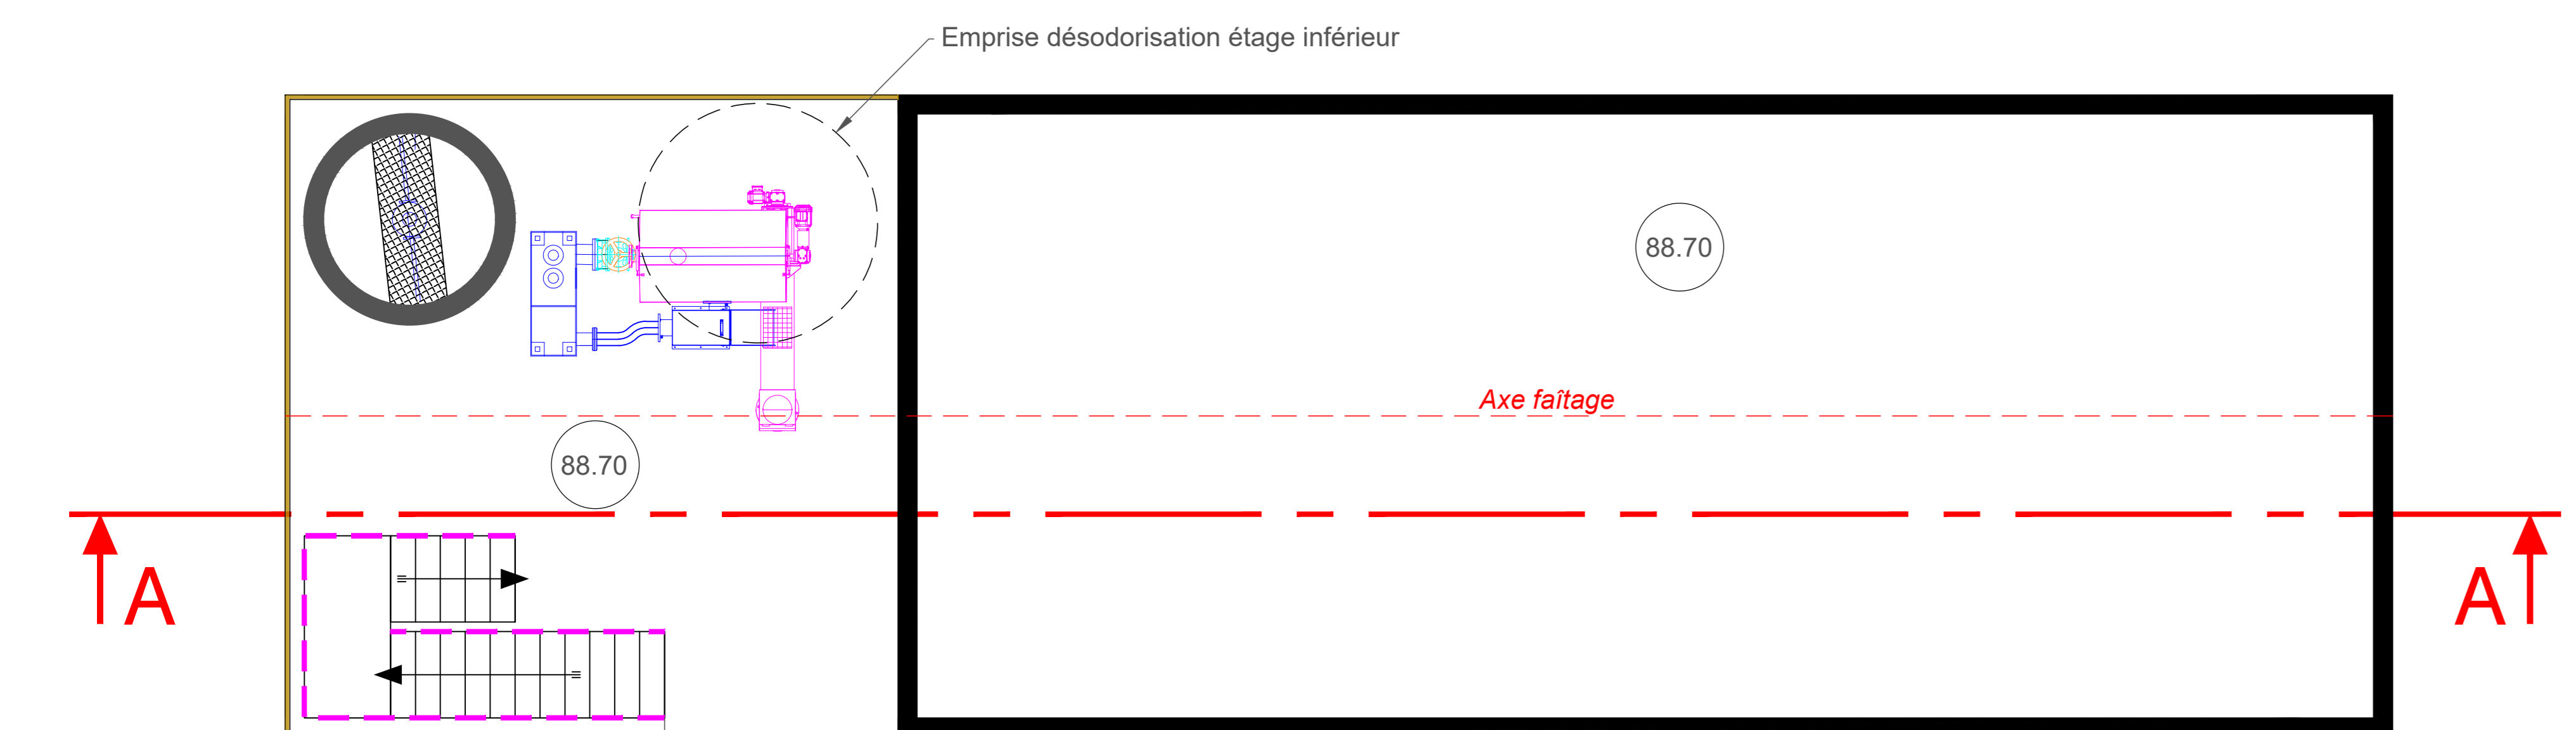 Emprise désodorisation étage inférieur
88.70
Axe faîtage
88.70
A
A